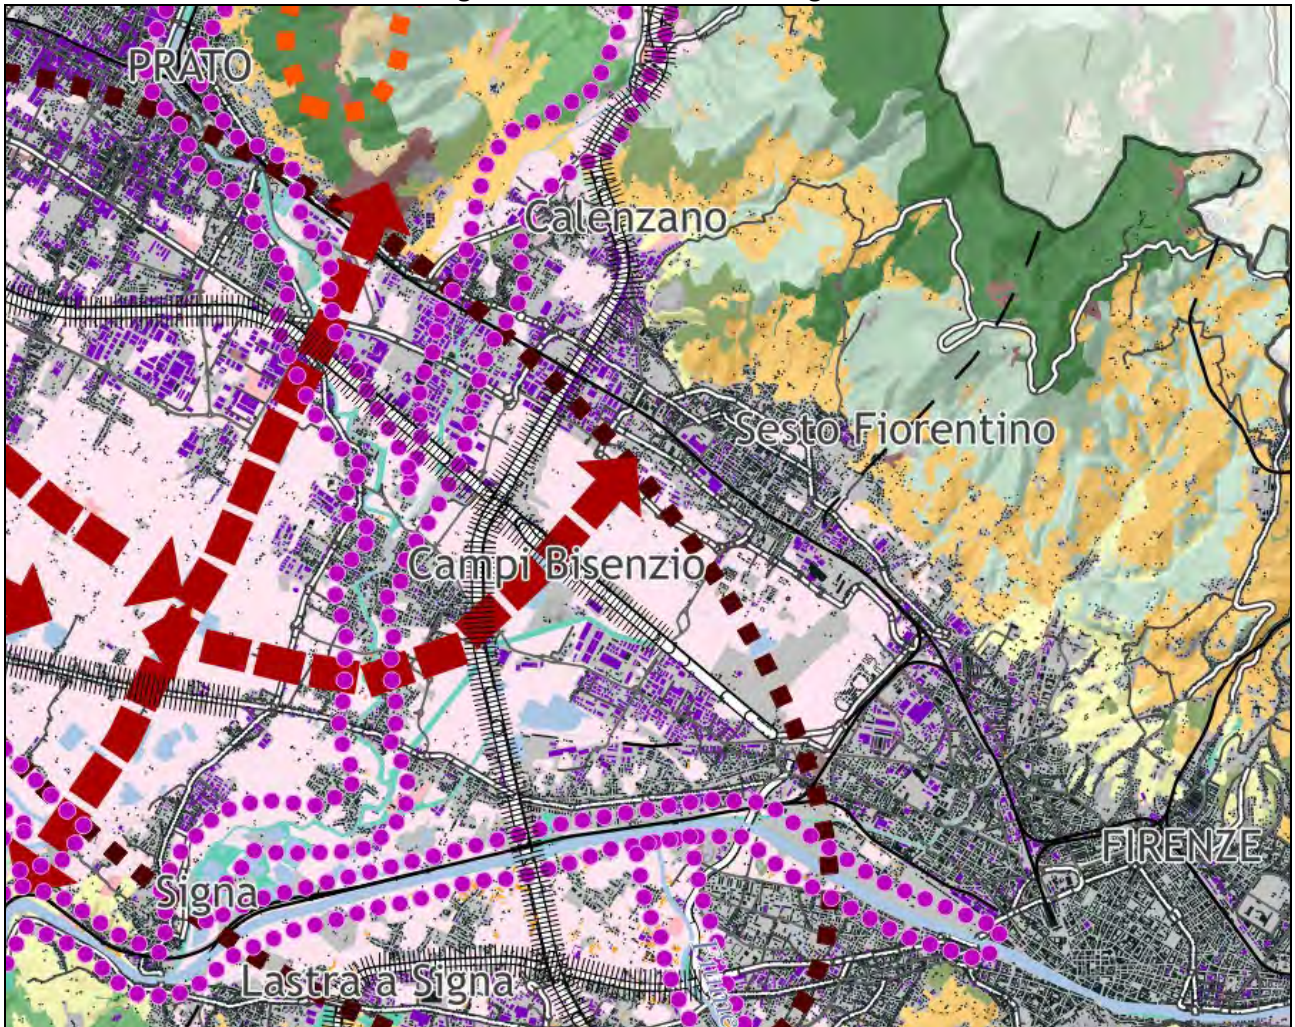 PRATO
Calenzano
Sesto Fiorentino
Campi Bisenzio
FIRENZE
Signa
Lastra a Signa